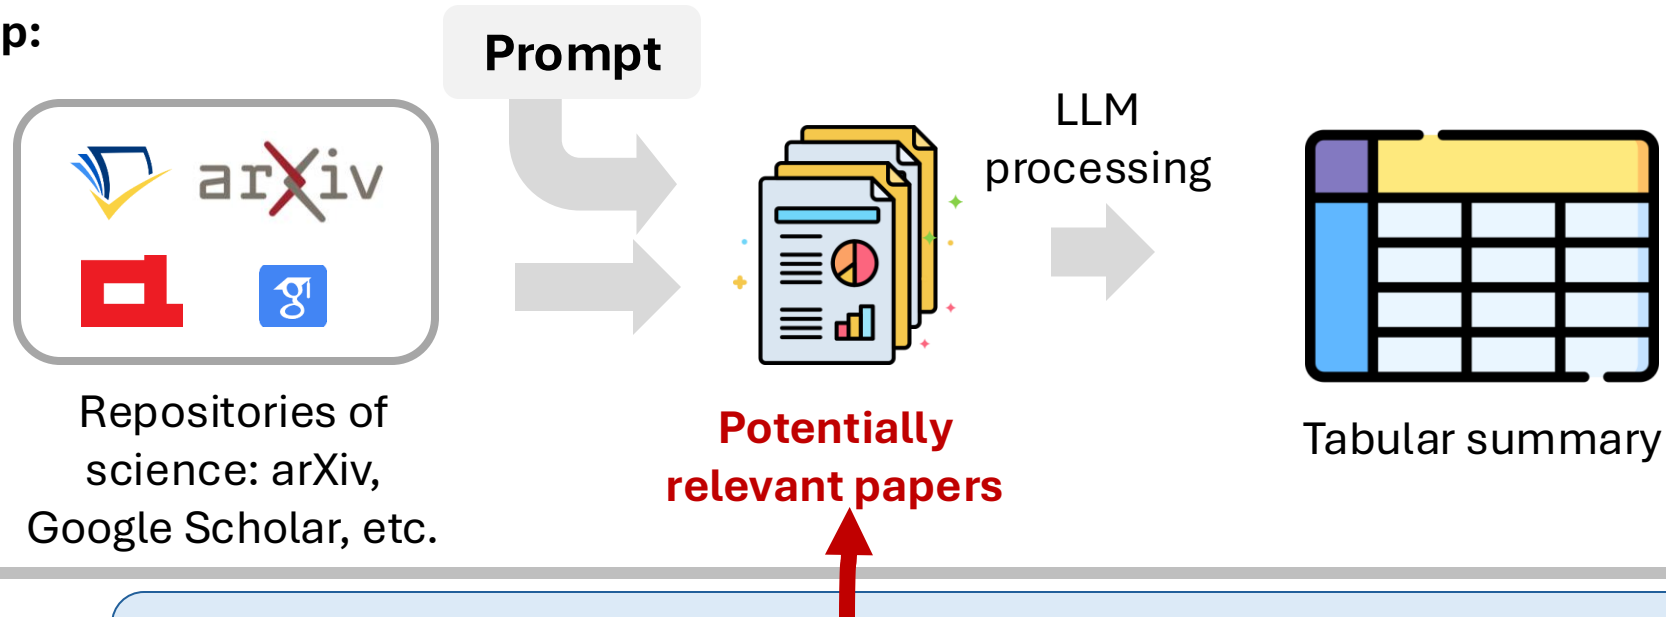 p:
Prompt
arXiv
Repositories of
science: arXiv,
Google Scholar, etc.
Potentially
relevant papers
LLM
processing
Tabular summary